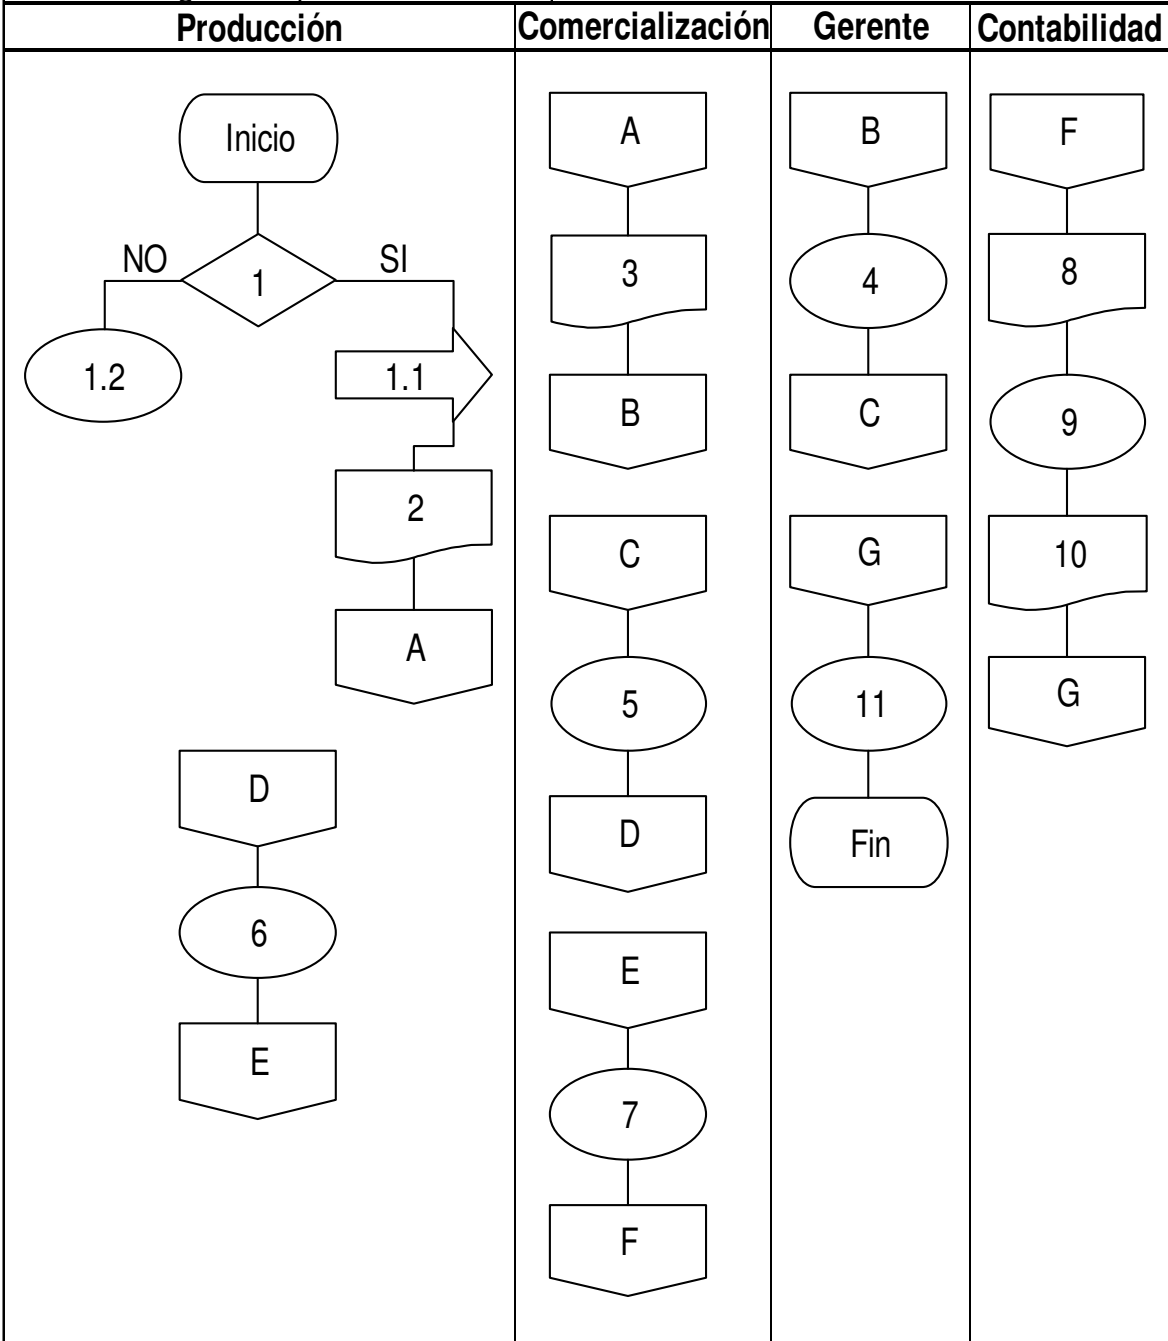 Producción
Comercialización
Gerente
Contabilidad
Inicio
NO
1
SI
1.2
1.1
2
A
D
6
E
A
3
B
C
5
D
E
7
F
B
4
C
G
11
Fin
F
8
9
10
G